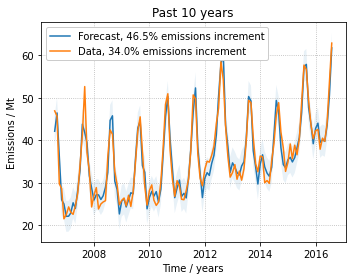 Past 10 years
Forecast, 46.5% emissions increment
Data, 34.0% emissions increment
Emissions / Mt
60
50
40
30
20
2008
2010
2012
2014
2016
Time / years